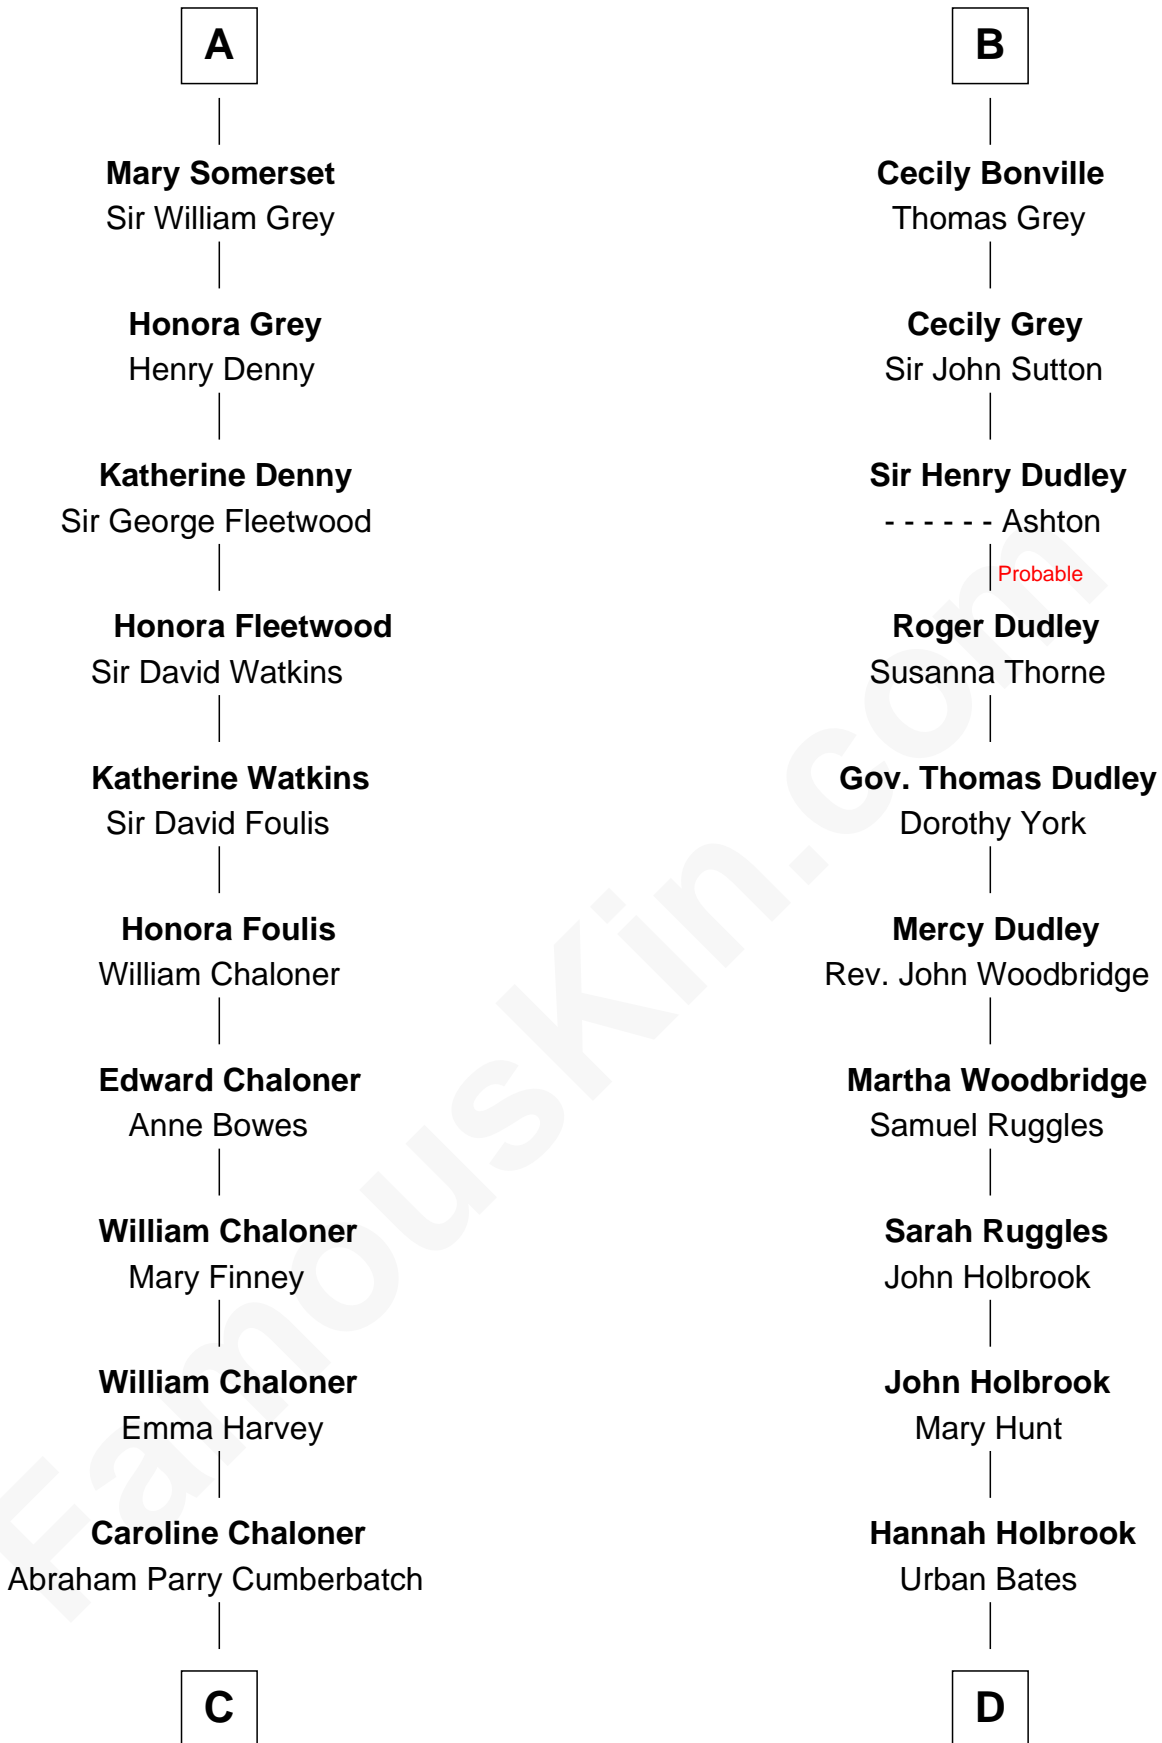 A
Mary Somerset
Sir William Grey
Honora Grey
Henry Denny
Katherine Denny
Sir George Fleetwood
Honora Fleetwood
Sir David Watkins
Katherine Watkins
Sir David Foulis
Honora Foulis
William Chaloner
Edward Chaloner
Anne Bowes
William Chaloner
Mary Finney
William Chaloner
Emma Harvey
Caroline Chaloner
Abraham Parry Cumberbatch
C
B
Cecily Bonville
Thomas Grey
Cecily Grey
Sir John Sutton
Sir Henry Dudley
- - - - - - Ashton
Probable
Roger Dudley
Susanna Thorne
Gov. Thomas Dudley
Dorothy York
Mercy Dudley
Rev. John Woodbridge
Martha Woodbridge
Samuel Ruggles
Sarah Ruggles
John Holbrook
John Holbrook
Mary Hunt
Hannah Holbrook
Urban Bates
D
FamousKin.com